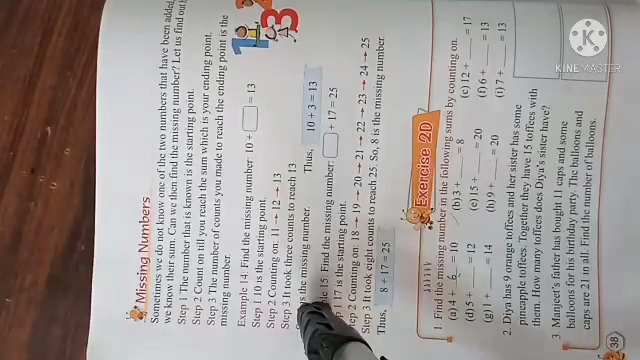 Missing Numbers
Sometimes we do not know one of the two numbers that have been added,
we know their sum. Can we then find the missing number? Let us find out
Step 1 The number that is known is the starting point.
Step 2 Count on till you reach the sum which is your ending point.
Step 3 The number of counts you made to reach the ending point is the
missing number.
Example 14 Find the missing number: 10 + = 13
Step 1 10 is the starting point.
Step 2 Counting on: 11 → 12 → 13
Step 3 It took three counts to reach 13
is the missing number. Thus, 10 + 3 = 13
15 Find the missing number: + 17 = 25
1 17 is the starting point.
2 Counting on: 18 → 19 → 20 → 21 → 22 → 23 → 24 → 25
Step 3 It took eight counts to reach 25. So, 8 is the missing number.
Thus, 8 + 17 = 25
Exercise 2D
1. Find the missing number in the following sums by counting on.
(a) 4 + 6 = 10 (b) 3 + ___ = 8 (c) 12 + ___ = 17
(d) 5 + ___ = 12 (e) 15 + ___ = 20 (f) 6 + ___ = 13
(g) 1 + ___ = 14 (h) 9 + ___ = 20 (i) 7 + ___ = 13
2. Diya has 9 orange toffees and her sister has some
pineapple toffees. Together they have 15 toffees with
them. How many toffees does Diya's sister have?
3. Manjeet's father has bought 11 caps and some
balloons for his birthday party. The balloons and
caps are 21 in all. Find the number of balloons.
38
KINEMASTER